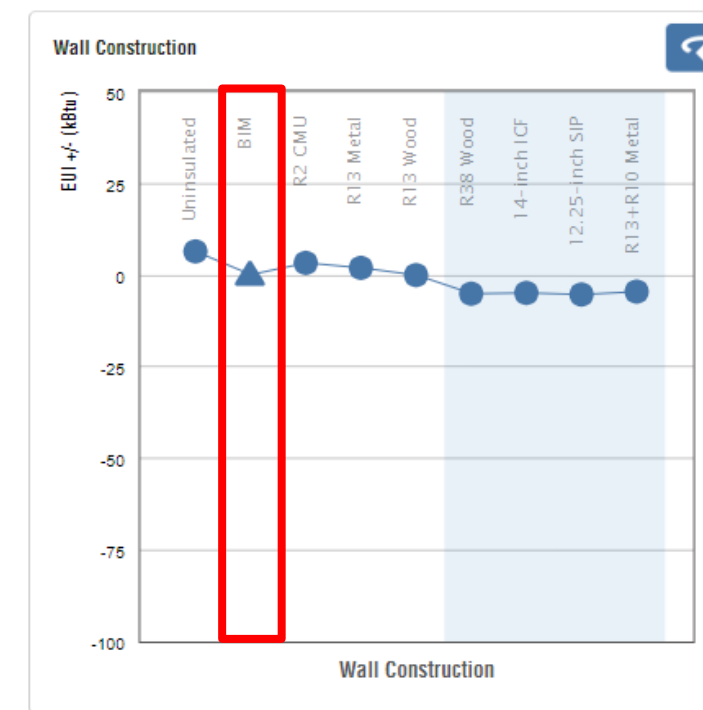 Wall Construction
EUI +/- (kBtu)
50
25
0
-25
-50
-75
-100
Uninsulated
BIM
R2 CMU
R13 Metal
R13 Wood
R38 Wood
14-inch ICF
12.25-inch SIP
R13+R10 Metal
Wall Construction